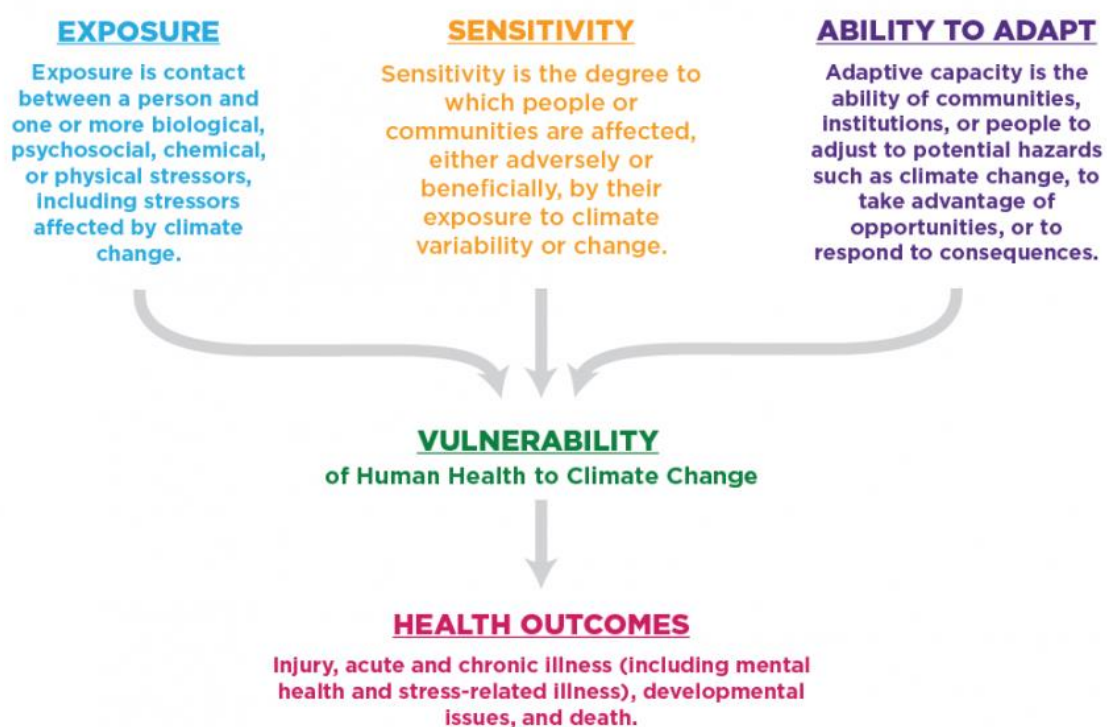 EXPOSURE
Exposure is contact
between a person and
one or more biological,
psychosocial, chemical,
or physical stressors,
including stressors
affected by climate
change.
SENSITIVITY
Sensitivity is the degree to
which people or
communities are affected,
either adversely or
beneficially, by their
exposure to climate
variability or change.
ABILITY TO ADAPT
Adaptive capacity is the
ability of communities,
institutions, or people to
adjust to potential hazards
such as climate change, to
take advantage of
opportunities, or to
respond to consequences.
VULNERABILITY
of Human Health to Climate Change
HEALTH OUTCOMES
Injury, acute and chronic illness (including mental
health and stress-related illness), developmental
issues, and death.